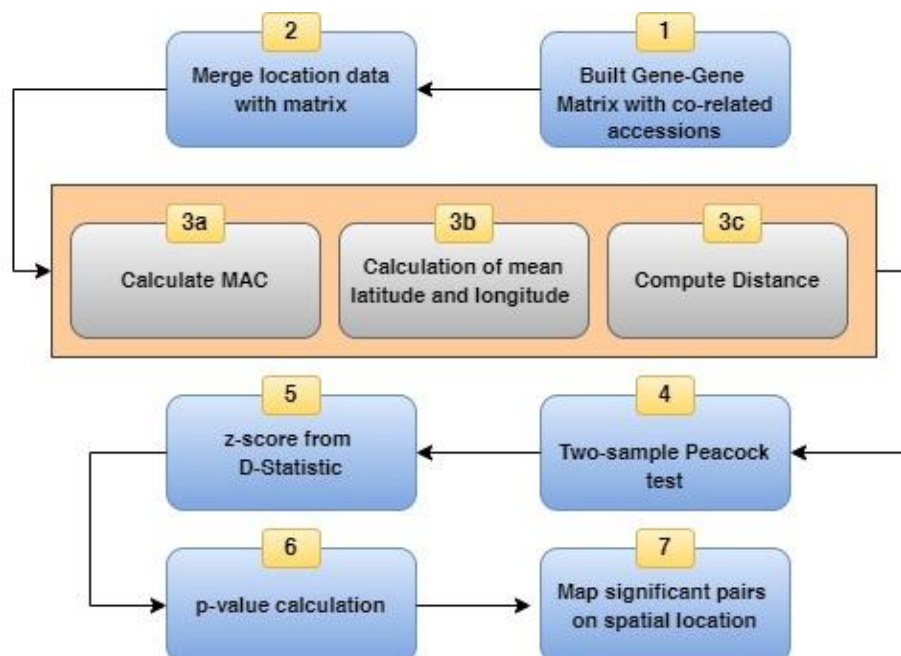 1
Built Gene-Gene
Matrix with co-related
accessions
2
Merge location data
with matrix
3a
Calculate MAC
3b
Calculation of mean
latitude and longitude
3c
Compute Distance
4
Two-sample Peacock
test
5
z-score from
D-Statistic
6
p-value calculation
7
Map significant pairs
on spatial location